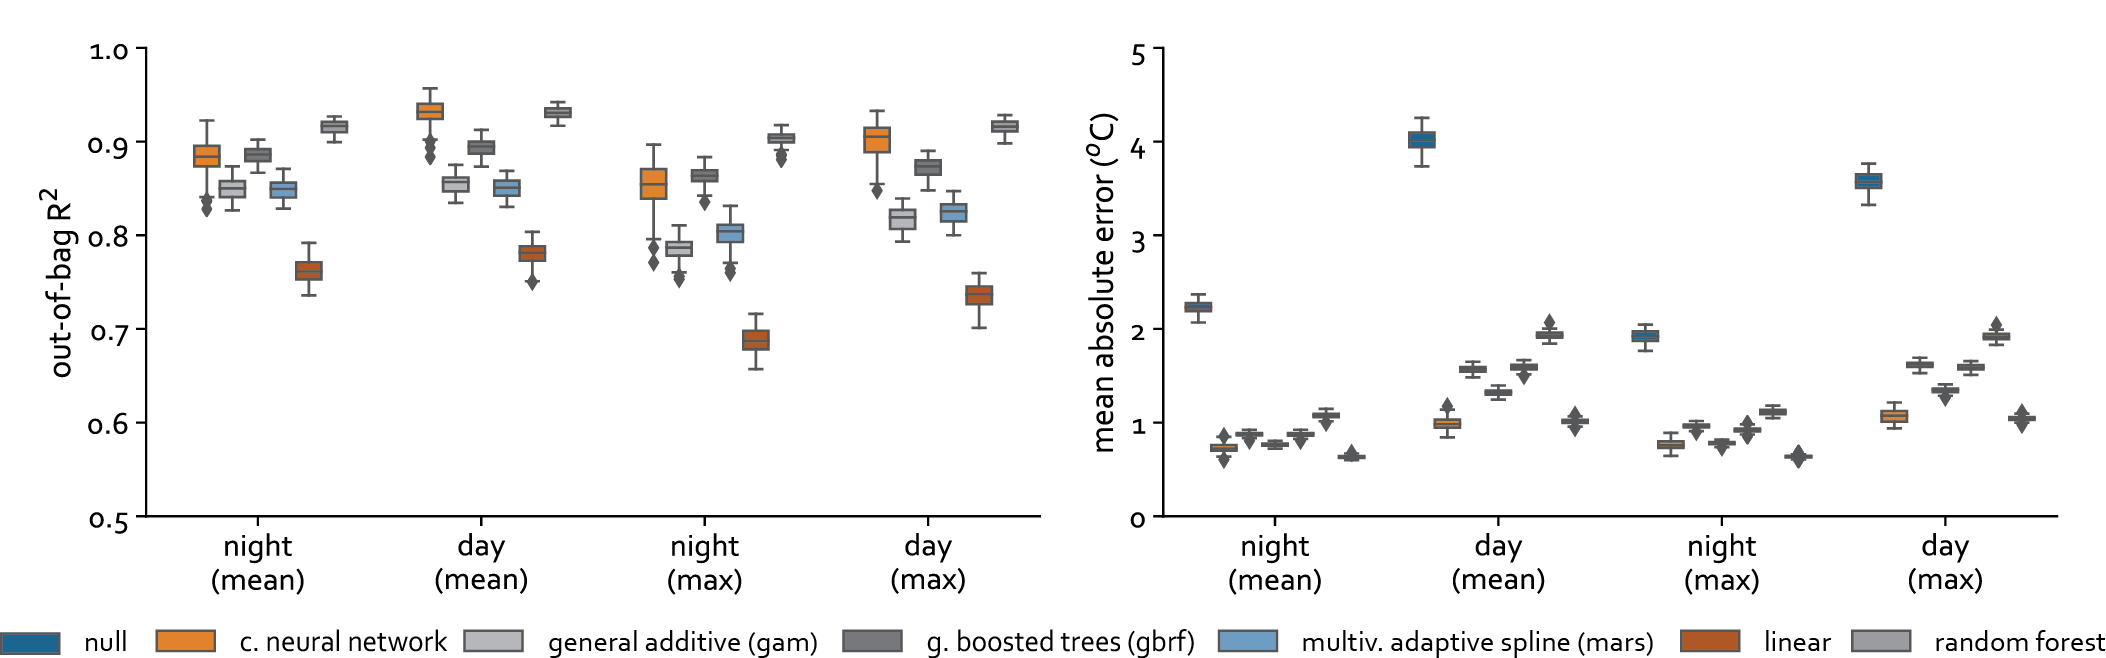 1.0
0.9
0.8
0.7
0.6
0.5
out-of-bag R²
night
(mean)
day
(mean)
night
(max)
day
(max)
5
4
3
2
1
0
mean absolute error (°C)
night
(mean)
day
(mean)
night
(max)
day
(max)
null c. neural network general additive (gam) g. boosted trees (gbrf) multiv. adaptive spline (mars) linear random forest